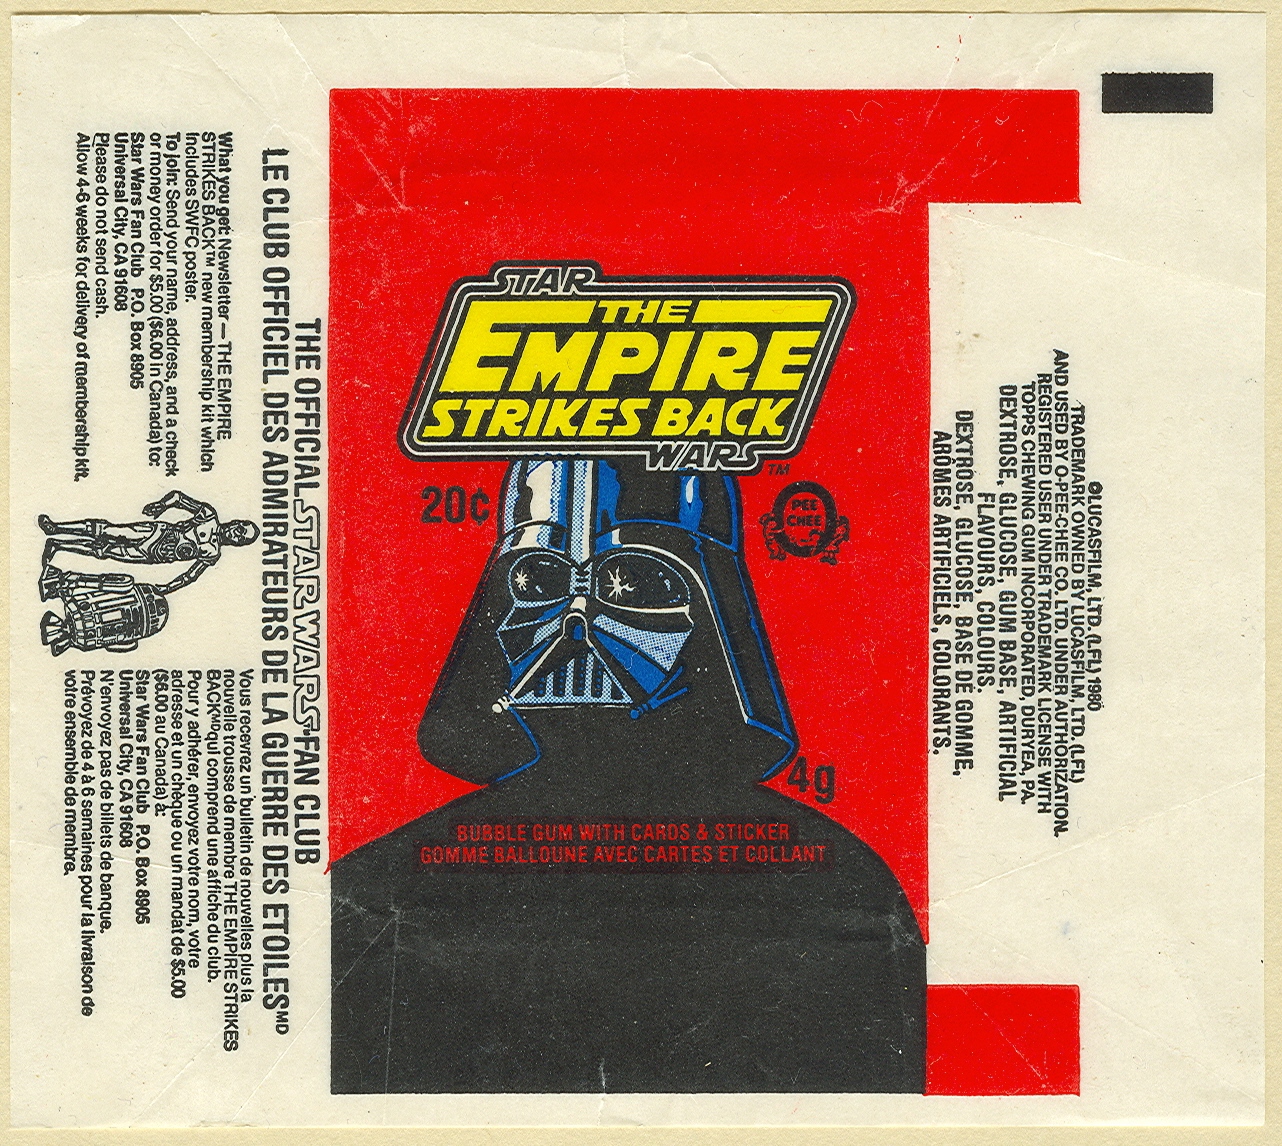 STAR
THE
EMPIRE
STRIKES BACK
WARS TM
20¢
PEE
CHEE
4g
BUBBLE GUM WITH CARDS & STICKER
GOMME BALLOUNE AVEC CARTES ET COLLANT
THE OFFICIAL STAR WARS FAN CLUB
LE CLUB OFFICIEL DES ADMIRATEURS DE LA GUERRE DES ETOILES MD
What you get: Newsletter — THE EMPIRE
STRIKES BACK™ new membership kit which
includes SWFC poster.
To join: Send your name, address, and a check
or money order for $5.00 ($6.00 in Canada) to:
Star Wars Fan Club P.O. Box 8905
Universal City, CA 91608
Please do not send cash.
Allow 4-6 weeks for delivery of membership kit.
Vous recevrez un bulletin de nouvelles plus la
nouvelle trousse de membre THE EMPIRE STRIKES
BACK MD qui comprend une affiche du club.
Pour y adhérer, envoyez votre nom, votre
adresse et un chèque ou un mandat de $5.00
($6.00 au Canada) à:
Star Wars Fan Club P.O. Box 8905
Universal City, CA 91608
N'envoyez pas de billets de banque.
Prévoyez de 4 à 6 semaines pour la livraison de
votre ensemble de membre.
©LUCASFILM, LTD. (LFL) 1980
TRADEMARK OWNED BY LUCASFILM, LTD. (LFL)
AND USED BY O-PEE-CHEE CO. LTD. UNDER AUTHORIZATION.
REGISTERED USER UNDER TRADEMARK LICENSE WITH
TOPPS CHEWING GUM INCORPORATED, DURYEA, PA.
DEXTROSE, GLUCOSE, GUM BASE, ARTIFICIAL
FLAVOURS, COLOURS.
DEXTROSE, GLUCOSE, BASE DE GOMME,
ARÔMES ARTIFICIELS, COLORANTS.